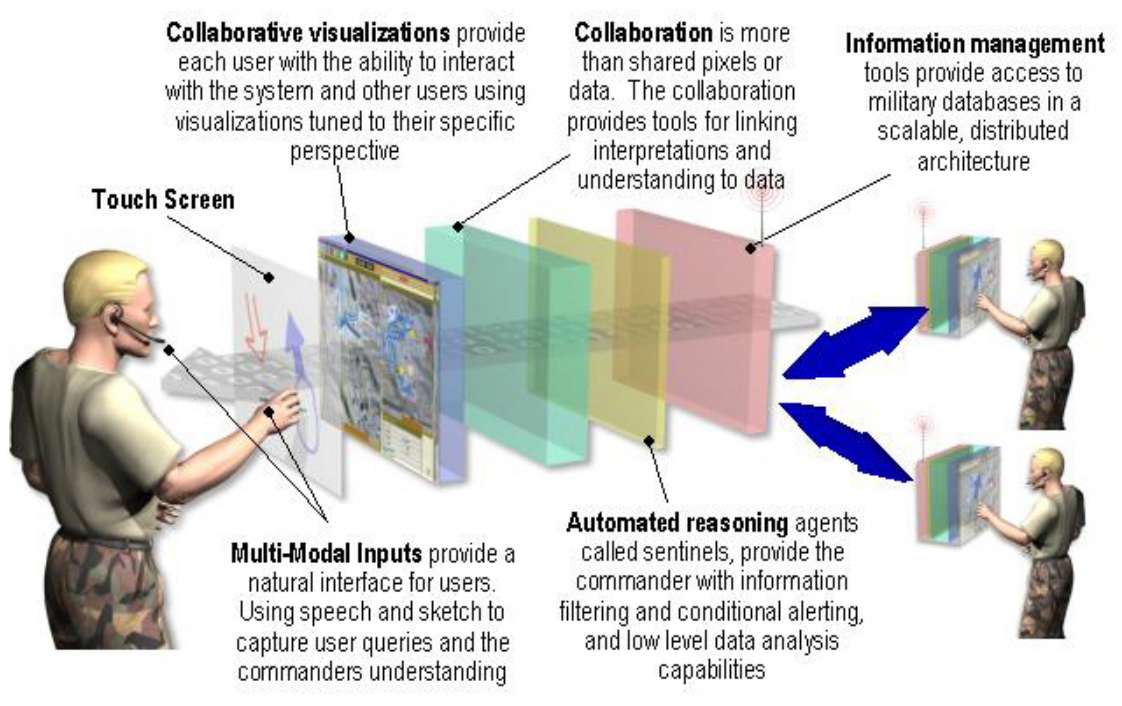 Collaborative visualizations provide
each user with the ability to interact
with the system and other users using
visualizations tuned to their specific
perspective
Collaboration is more
than shared pixels or
data. The collaboration
provides tools for linking
interpretations and
understanding to data
Information management
tools provide access to
military databases in a
scalable, distributed
architecture
Touch Screen
Multi-Modal Inputs provide a
natural interface for users.
Using speech and sketch to
capture user queries and the
commanders understanding
Automated reasoning agents
called sentinels, provide the
commander with information
filtering and conditional alerting,
and low level data analysis
capabilities